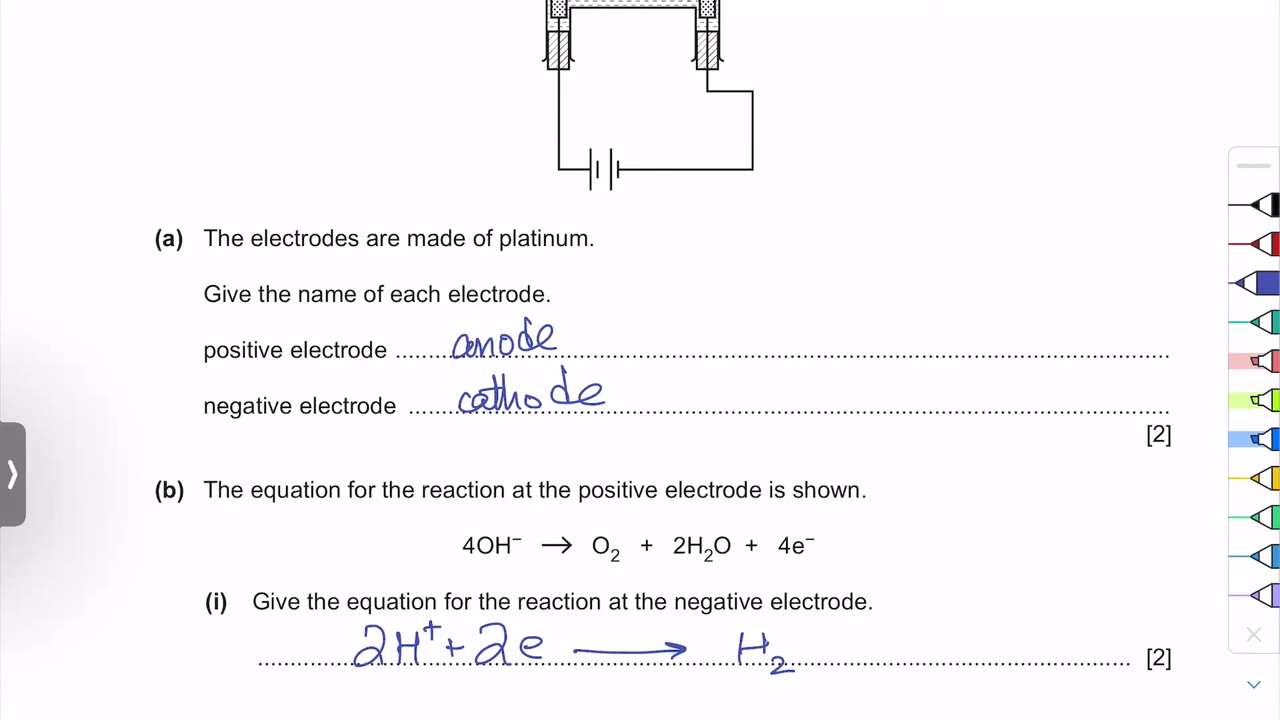 (a) The electrodes are made of platinum.
Give the name of each electrode.
positive electrode anode
negative electrode cathode
[2]
(b) The equation for the reaction at the positive electrode is shown.
4OH⁻ → O₂ + 2H₂O + 4e⁻
(i) Give the equation for the reaction at the negative electrode.
2H⁺ + 2e → H₂ [2]